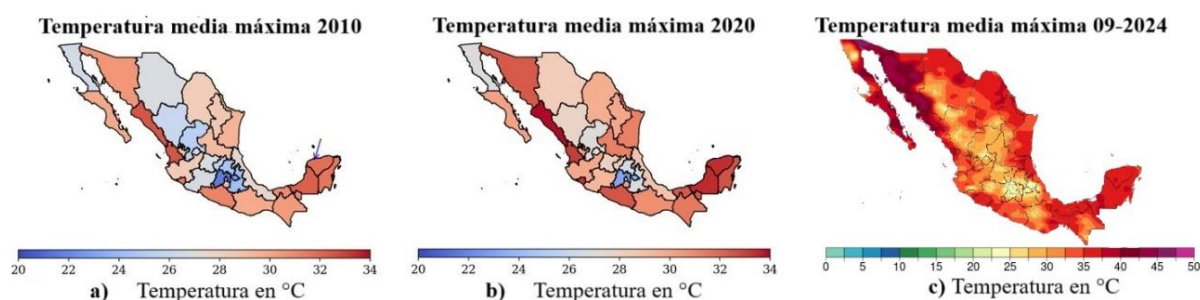 Temperatura media máxima 2010
20 22 24 26 28 30 32 34
a) Temperatura en °C
Temperatura media máxima 2020
20 22 24 26 28 30 32 34
b) Temperatura en °C
Temperatura media máxima 09-2024
0 5 10 15 20 25 30 35 40 45 50
c) Temperatura en °C